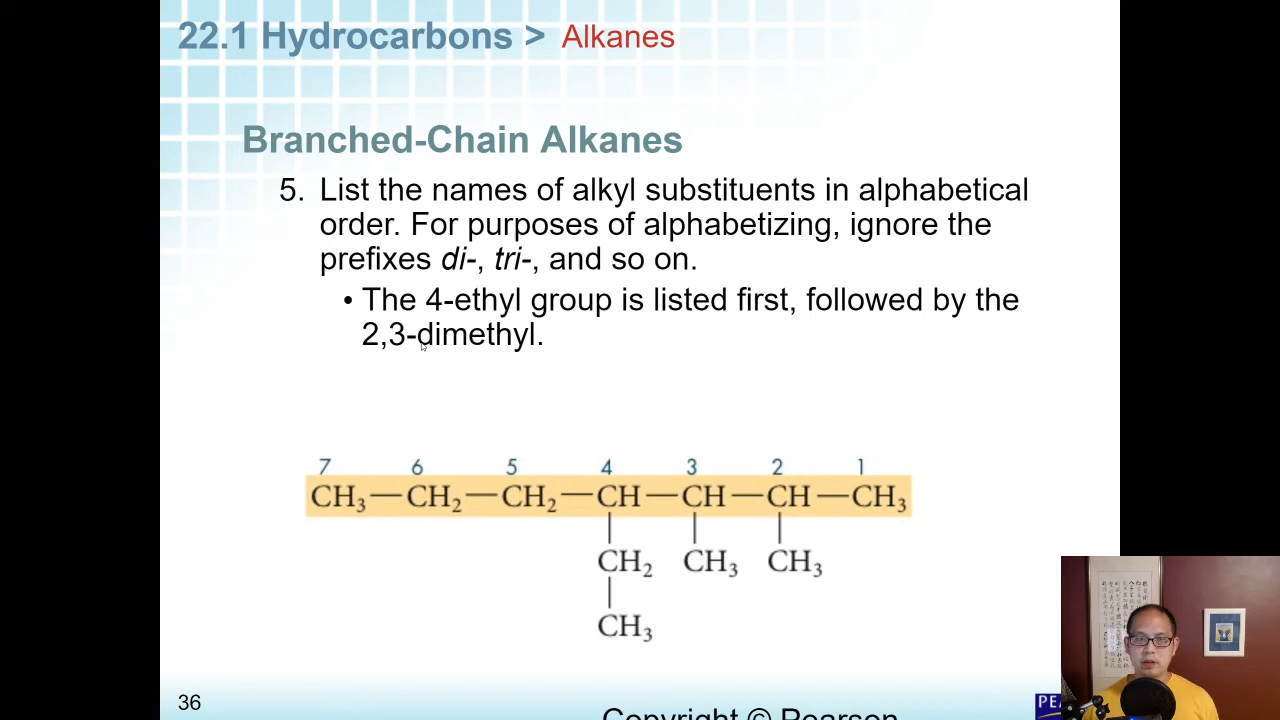 22.1 Hydrocarbons > Alkanes
Branched-Chain Alkanes
5. List the names of alkyl substituents in alphabetical
order. For purposes of alphabetizing, ignore the
prefixes di-, tri-, and so on.
• The 4-ethyl group is listed first, followed by the
2,3-dimethyl.
7 6 5 4 3 2 1
CH₃—CH₂—CH₂—CH—CH—CH—CH₃
CH₂ CH₃ CH₃
CH₃
36
Copyright © Pearson
PE